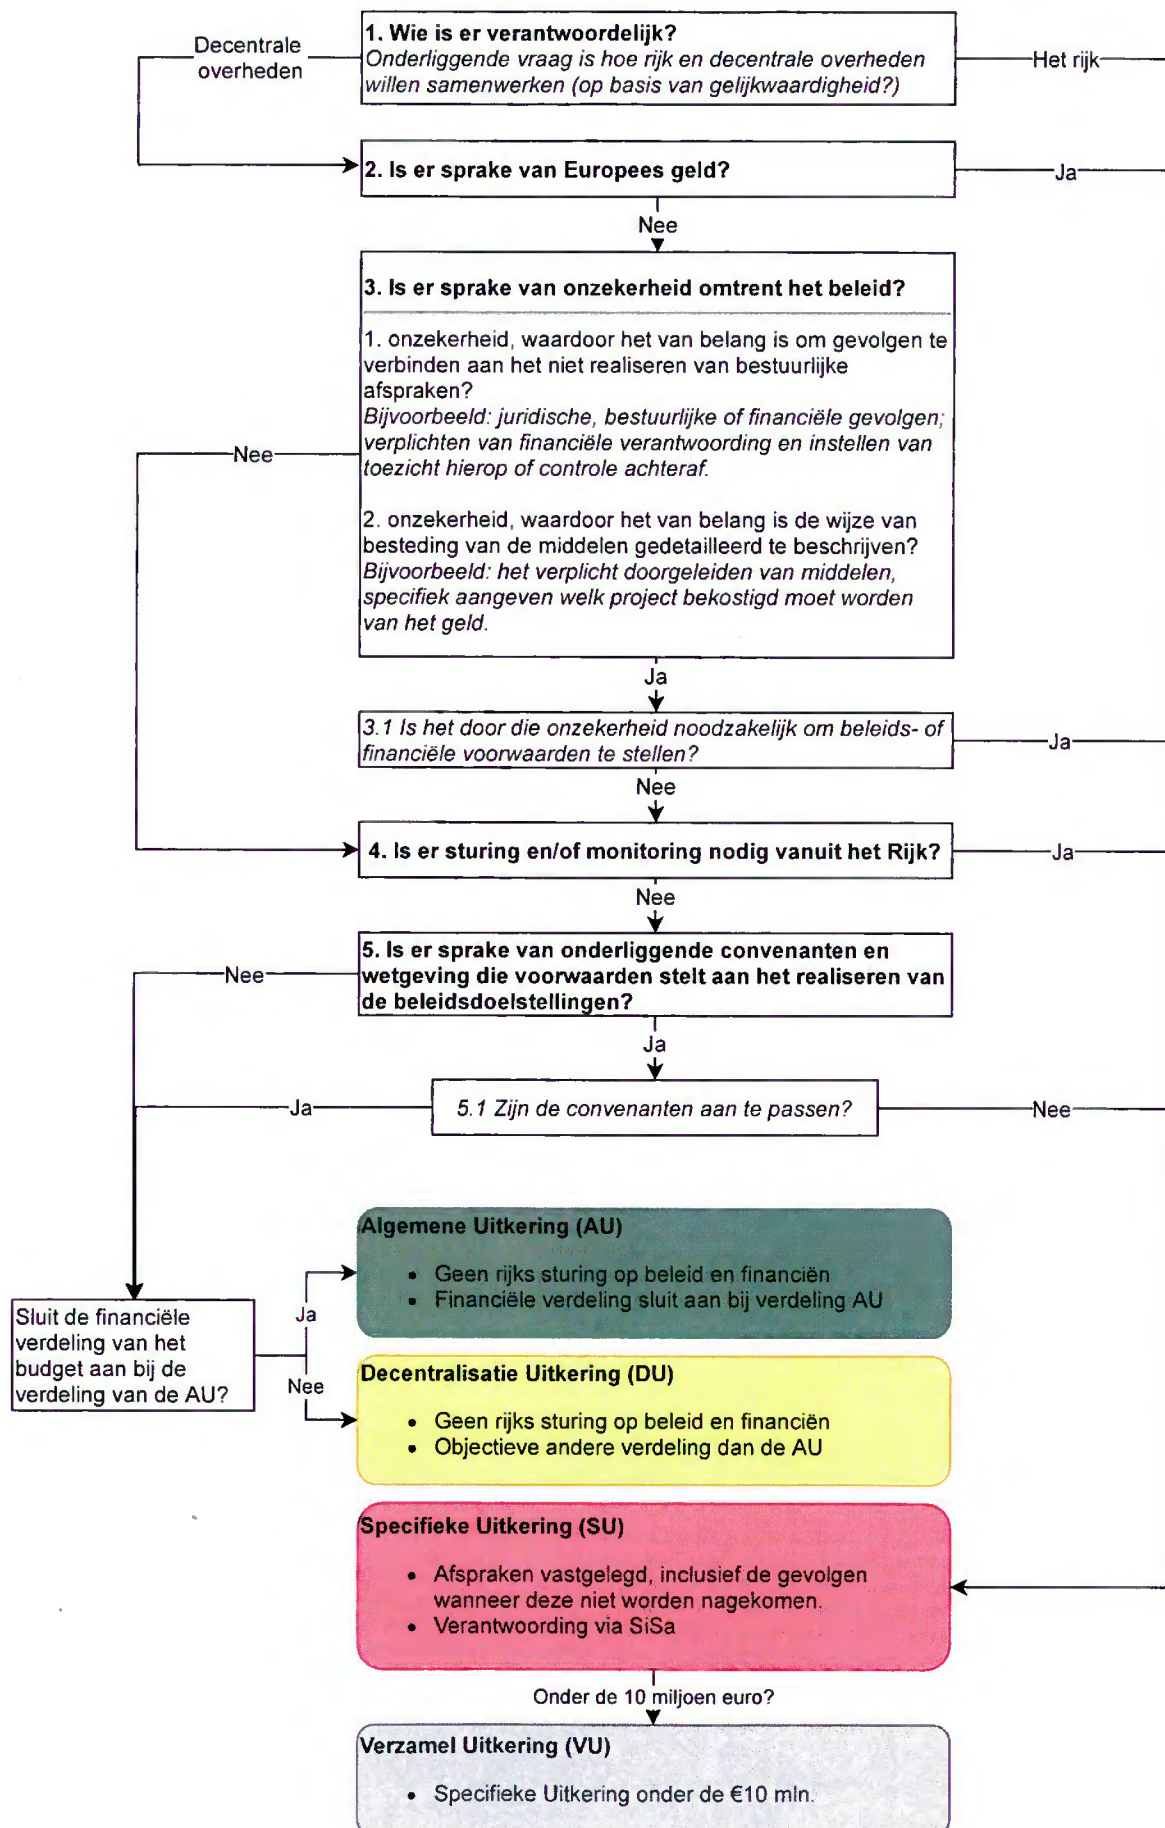 1. Wie is er verantwoordelijk?
Onderliggende vraag is hoe rijk en decentrale overheden
willen samenwerken (op basis van gelijkwaardigheid?)
Decentrale
overheden
Het rijk
2. Is er sprake van Europees geld?
Ja
Nee
3. Is er sprake van onzekerheid omtrent het beleid?
1. onzekerheid, waardoor het van belang is om gevolgen te
verbinden aan het niet realiseren van bestuurlijke
afspraken?
Bijvoorbeeld: juridische, bestuurlijke of financiële gevolgen;
verplichten van financiële verantwoording en instellen van
toezicht hierop of controle achteraf.
2. onzekerheid, waardoor het van belang is de wijze van
besteding van de middelen gedetailleerd te beschrijven?
Bijvoorbeeld: het verplicht doorgeleiden van middelen,
specifiek aangeven welk project bekostigd moet worden
van het geld.
Nee
Ja
3.1 Is het door die onzekerheid noodzakelijk om beleids- of
financiële voorwaarden te stellen?
Ja
Nee
4. Is er sturing en/of monitoring nodig vanuit het Rijk?
Ja
Nee
5. Is er sprake van onderliggende convenanten en
wetgeving die voorwaarden stelt aan het realiseren van
de beleidsdoelstellingen?
Nee
Ja
5.1 Zijn de convenanten aan te passen?
Ja
Nee
Sluit de financiële
verdeling van het
budget aan bij de
verdeling van de AU?
Ja
Nee
Algemene Uitkering (AU)
• Geen rijks sturing op beleid en financiën
• Financiële verdeling sluit aan bij verdeling AU
Decentralisatie Uitkering (DU)
• Geen rijks sturing op beleid en financiën
• Objectieve andere verdeling dan de AU
Specifieke Uitkering (SU)
• Afspraken vastgelegd, inclusief de gevolgen
wanneer deze niet worden nagekomen.
• Verantwoording via SiSa
Onder de 10 miljoen euro?
Verzamel Uitkering (VU)
• Specifieke Uitkering onder de €10 mln.